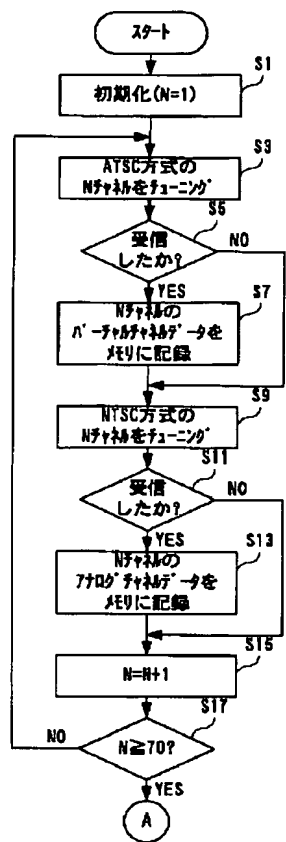 スタート
S1
初期化(N=1)
S3
ATSC方式の
Nチャネルをチューニング
S5
受信
したか?
NO
YES
S7
Nチャネルの
バーチャルチャネルデータを
メモリに記録
S9
NTSC方式の
Nチャネルをチューニング
S11
受信
したか?
NO
YES
S13
Nチャネルの
アナログチャネルデータを
メモリに記録
S15
N=N+1
S17
NO
N≧70?
YES
A